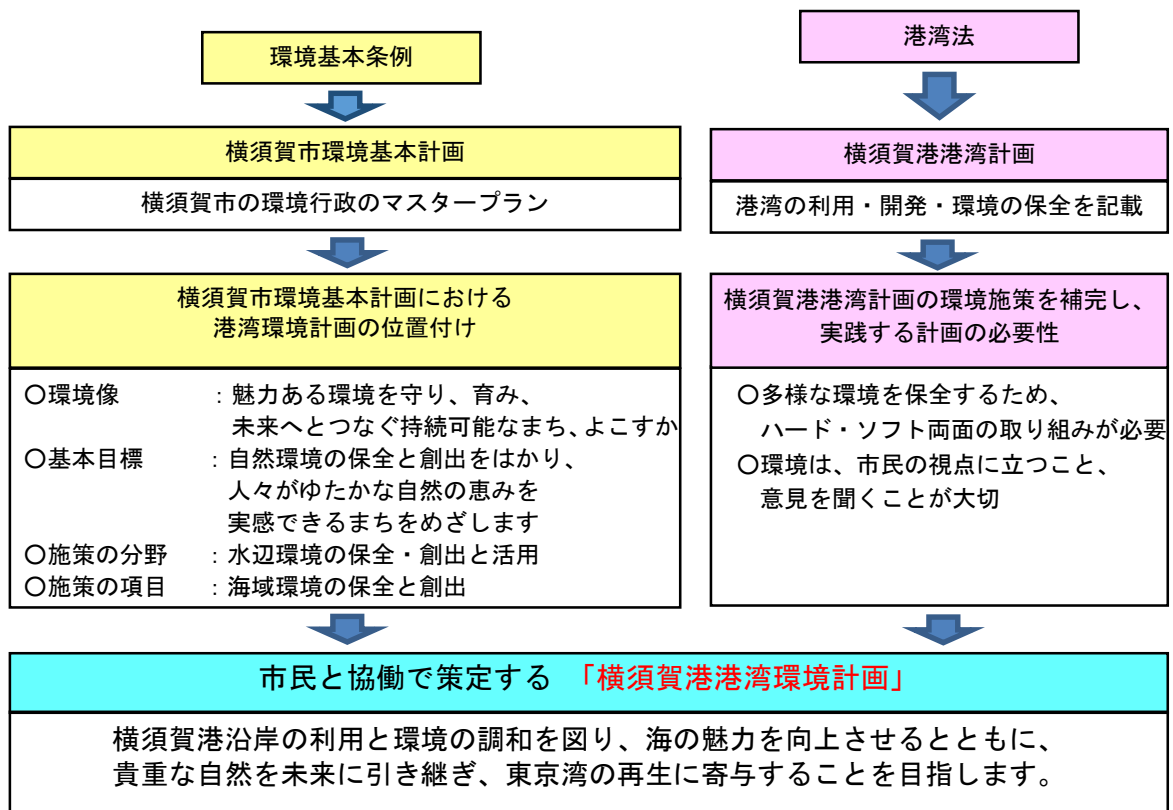 環境基本条例
横須賀市環境基本計画
横須賀市の環境行政のマスタープラン
横須賀市環境基本計画における
港湾環境計画の位置付け
〇環境像 : 魅力ある環境を守り、育み、
未来へとつなぐ持続可能なまち、よこすか
〇基本目標 : 自然環境の保全と創出をはかり、
人々がゆたかな自然の恵みを
実感できるまちをめざします
〇施策の分野 : 水辺環境の保全・創出と活用
〇施策の項目 : 海域環境の保全と創出
港湾法
横須賀港港湾計画
港湾の利用・開発・環境の保全を記載
横須賀港港湾計画の環境施策を補完し、
実践する計画の必要性
〇多様な環境を保全するため、
ハード・ソフト両面の取り組みが必要
〇環境は、市民の視点に立つこと、
意見を聞くことが大切
市民と協働で策定する 「横須賀港港湾環境計画」
横須賀港沿岸の利用と環境の調和を図り、海の魅力を向上させるとともに、
貴重な自然を未来に引き継ぎ、東京湾の再生に寄与することを目指します。